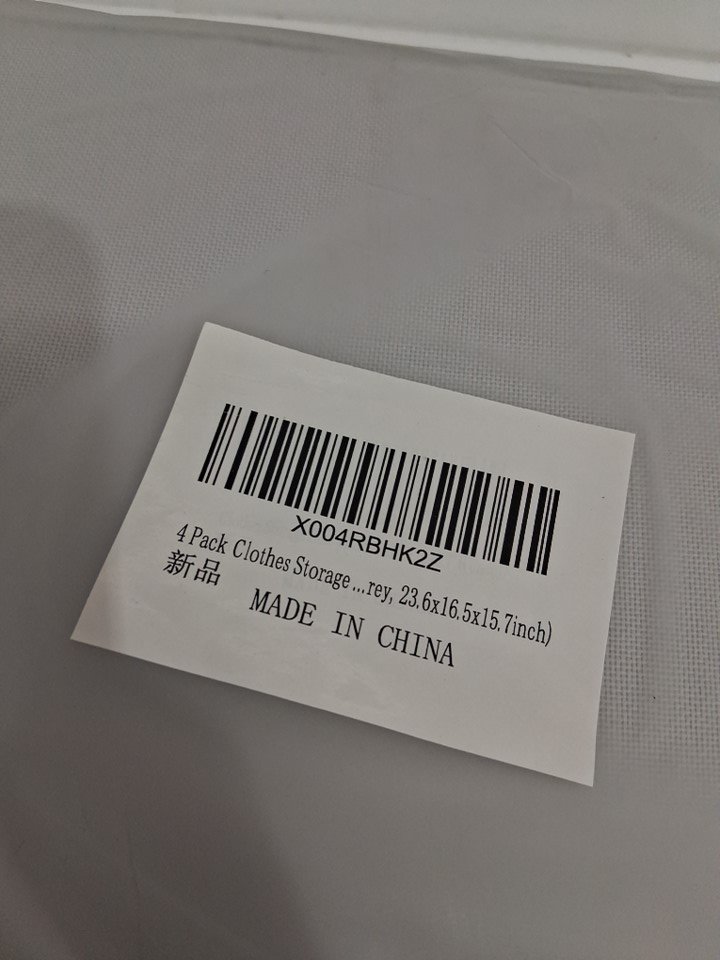 X004RBHK2Z
4 Pack Clothes Storage...rey, 23.6x16.5x15.7inch)
新品
MADE IN CHINA